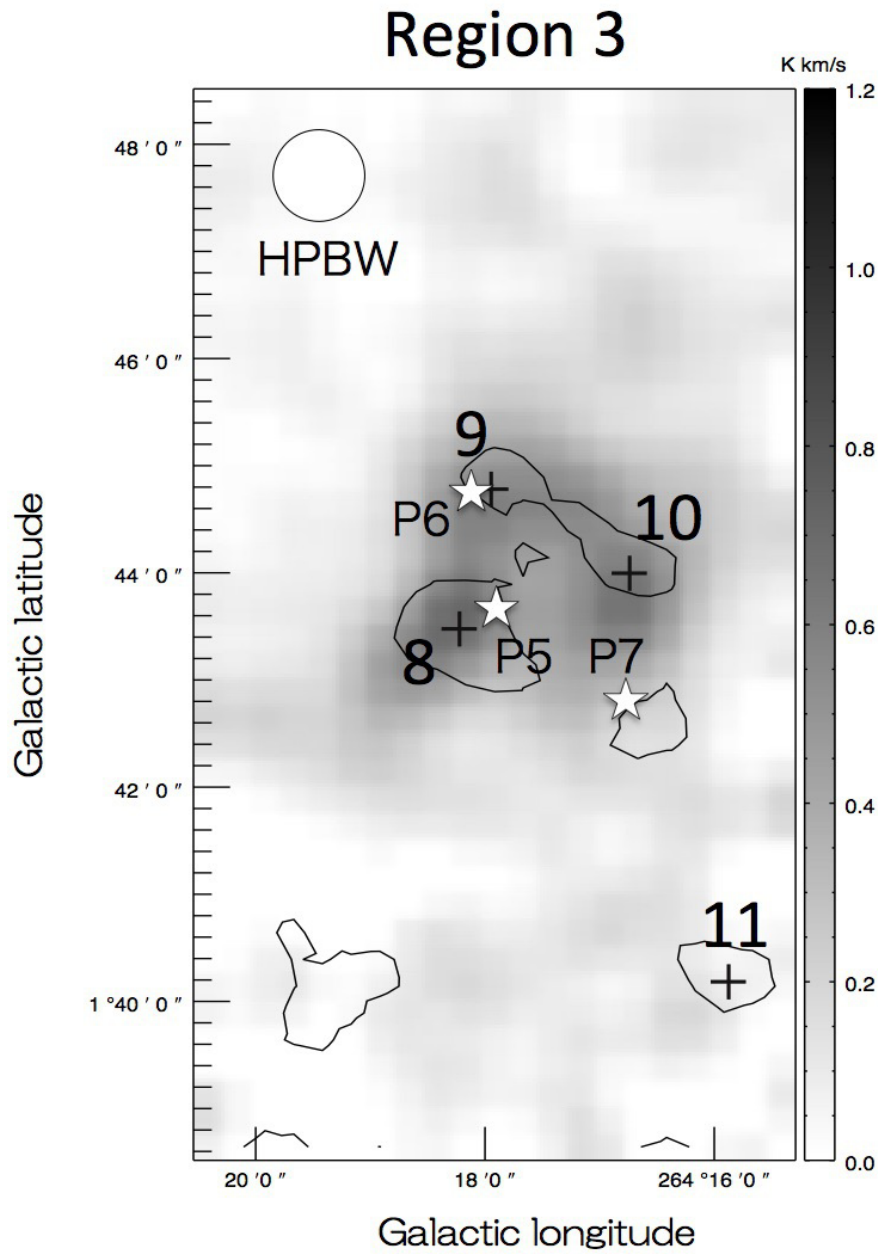 Region 3
K km/s
1.2
48 ′ 0 ″
HPBW
1.0
46 ′ 0 ″
0.8
9
P6
10
44 ′ 0 ″
0.6
8
P5
P7
Galactic latitude
42 ′ 0 ″
0.4
11
1 °40 ′ 0 ″
0.2
0.0
20 ′0 ″
18 ′ 0 ″
264 °16 ′ 0 ″
Galactic longitude